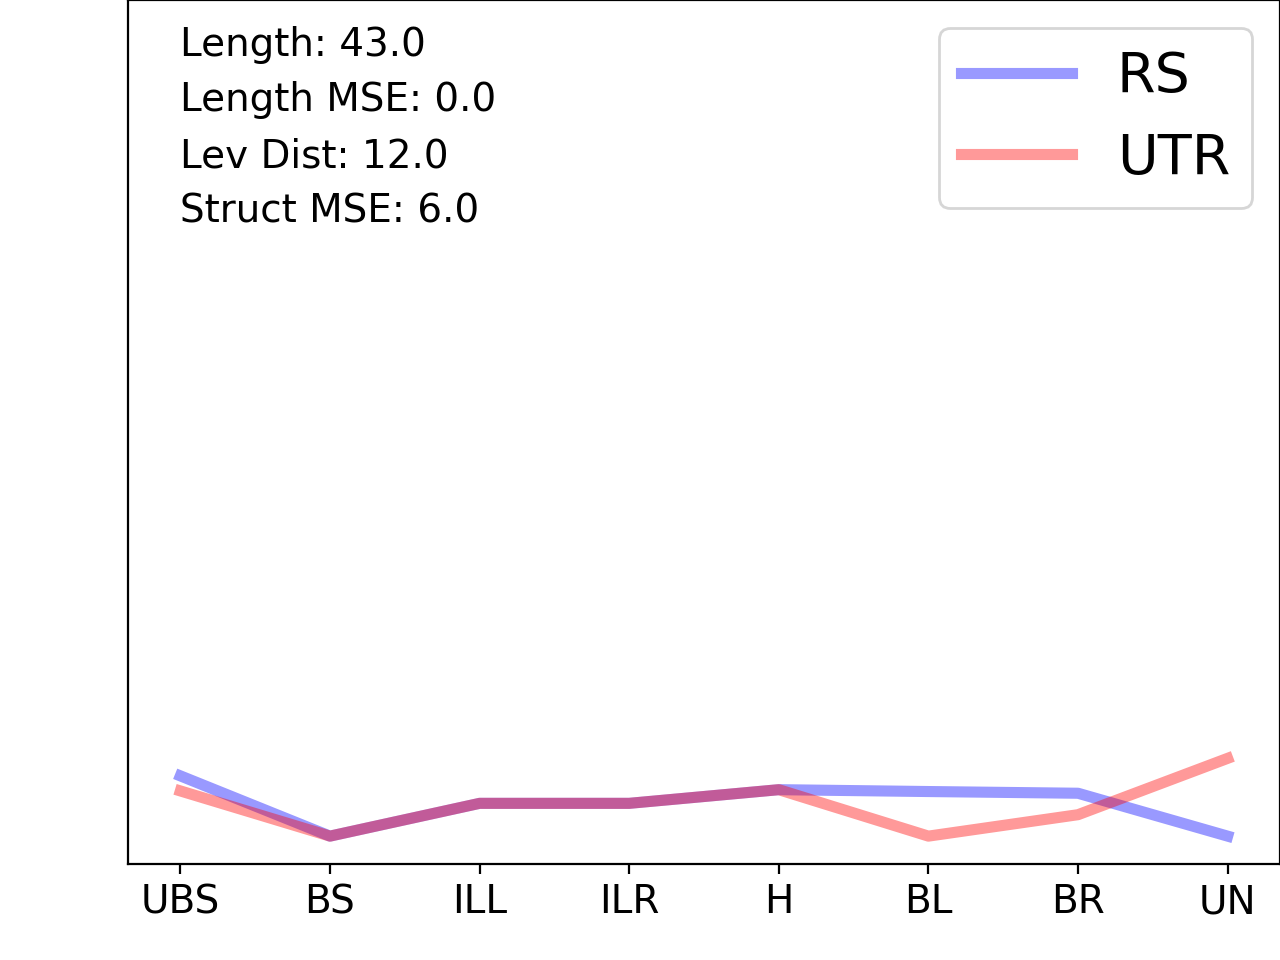 Length: 43.0
Length MSE: 0.0
Lev Dist: 12.0
Struct MSE: 6.0
RS
UTR
UBS BS ILL ILR H BL BR UN